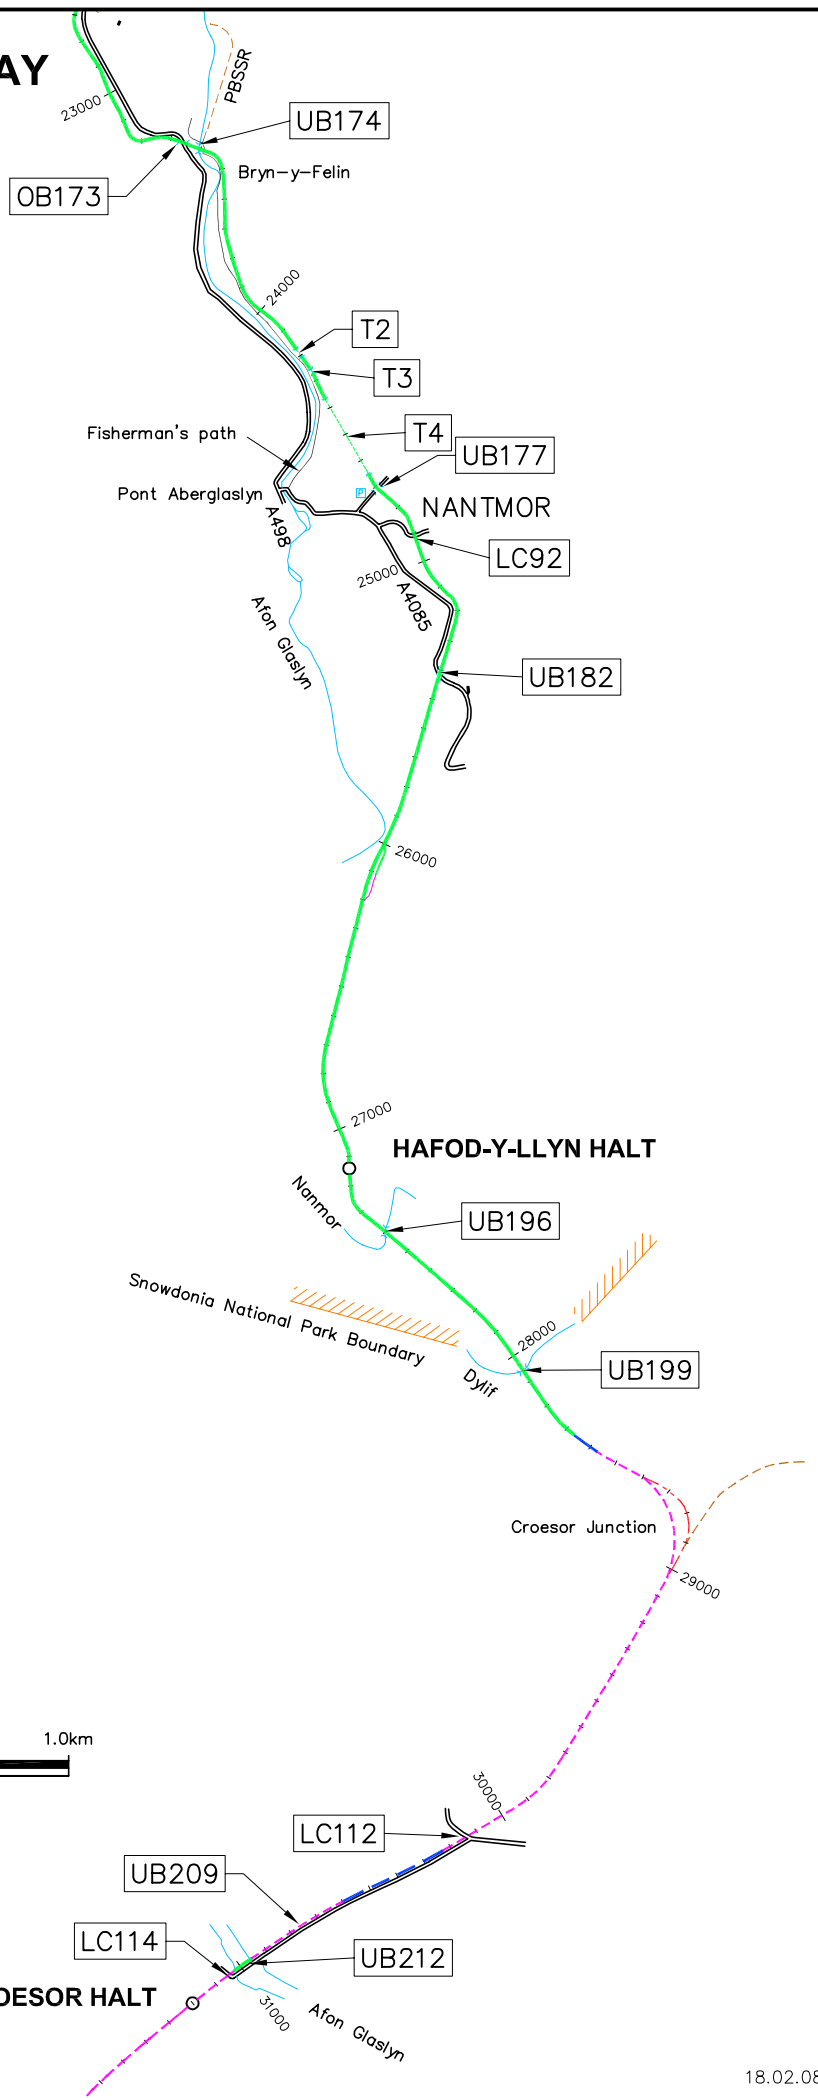 AY
PBSSR
23000
UB174
OB173
Bryn-y-Felin
24000
T2
T3
Fisherman's path
T4
UB177
Pont Aberglaslyn
NANTMOR
A498
LC92
25000
A4085
Afon Glaslyn
UB182
26000
27000
HAFOD-Y-LLYN HALT
Nanmor
UB196
Snowdonia National Park Boundary
28000
UB199
Dylif
Croesor Junction
29000
1.0km
30000
LC112
UB209
LC114
UB212
OESOR HALT
31000
Afon Glaslyn
18.02.08
P